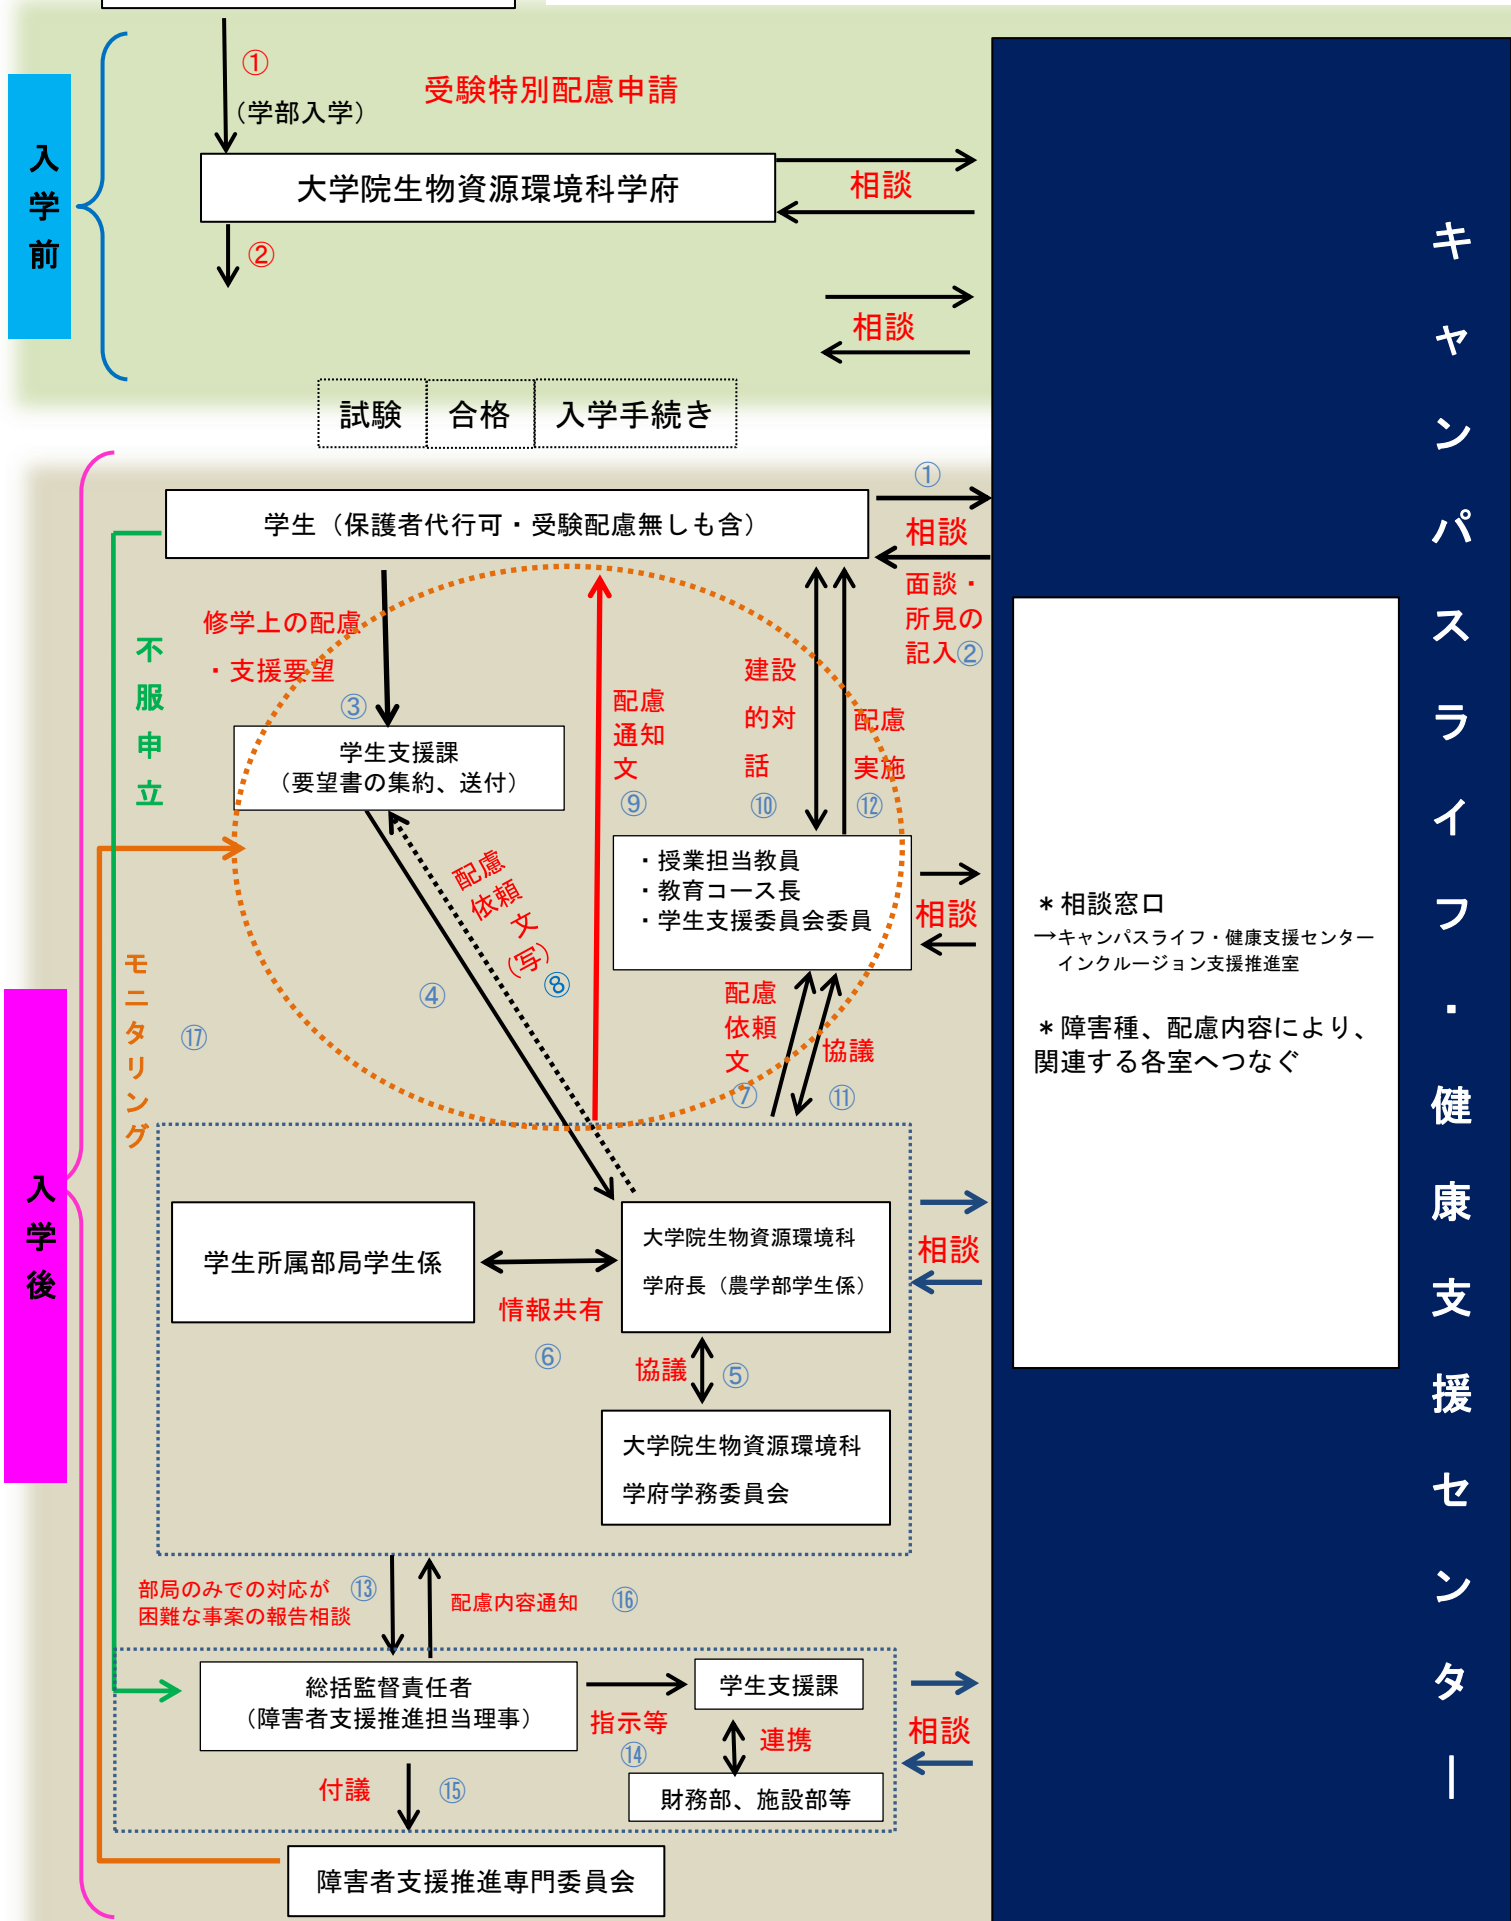 ①
（学部入学）
受験特別配慮申請
入学前
大学院生物資源環境科学府
相談
②
相談
試験
合格
入学手続き
①
学生（保護者代行可・受験配慮無しも含）
相談
面談・
所見の
記入②
修学上の配慮
・支援要望
③
不服申立
学生支援課
（要望書の集約、送付）
配慮
通知
文
⑨
建設
的対
話
⑩
配慮
実施
⑫
・授業担当教員
・教育コース長
・学生支援委員会委員
相談
配慮
依頼
文
（写）
⑧
④
配慮
依頼
文
⑦
協議
⑪
モニタリング
⑰
入学後
学生所属部局学生係
情報共有
⑥
大学院生物資源環境科
学府長（農学部学生係）
相談
協議
⑤
大学院生物資源環境科
学府学務委員会
部局のみでの対応が
困難な事案の報告相談
⑬
配慮内容通知
⑯
総括監督責任者
（障害者支援推進担当理事）
指示等
⑭
学生支援課
連携
財務部、施設部等
相談
付議
⑮
障害者支援推進専門委員会
＊相談窓口
→キャンパスライフ・健康支援センター
インクルージョン支援推進室
＊障害種、配慮内容により、
関連する各室へつなぐ
キャンパスライフ・健康支援センター